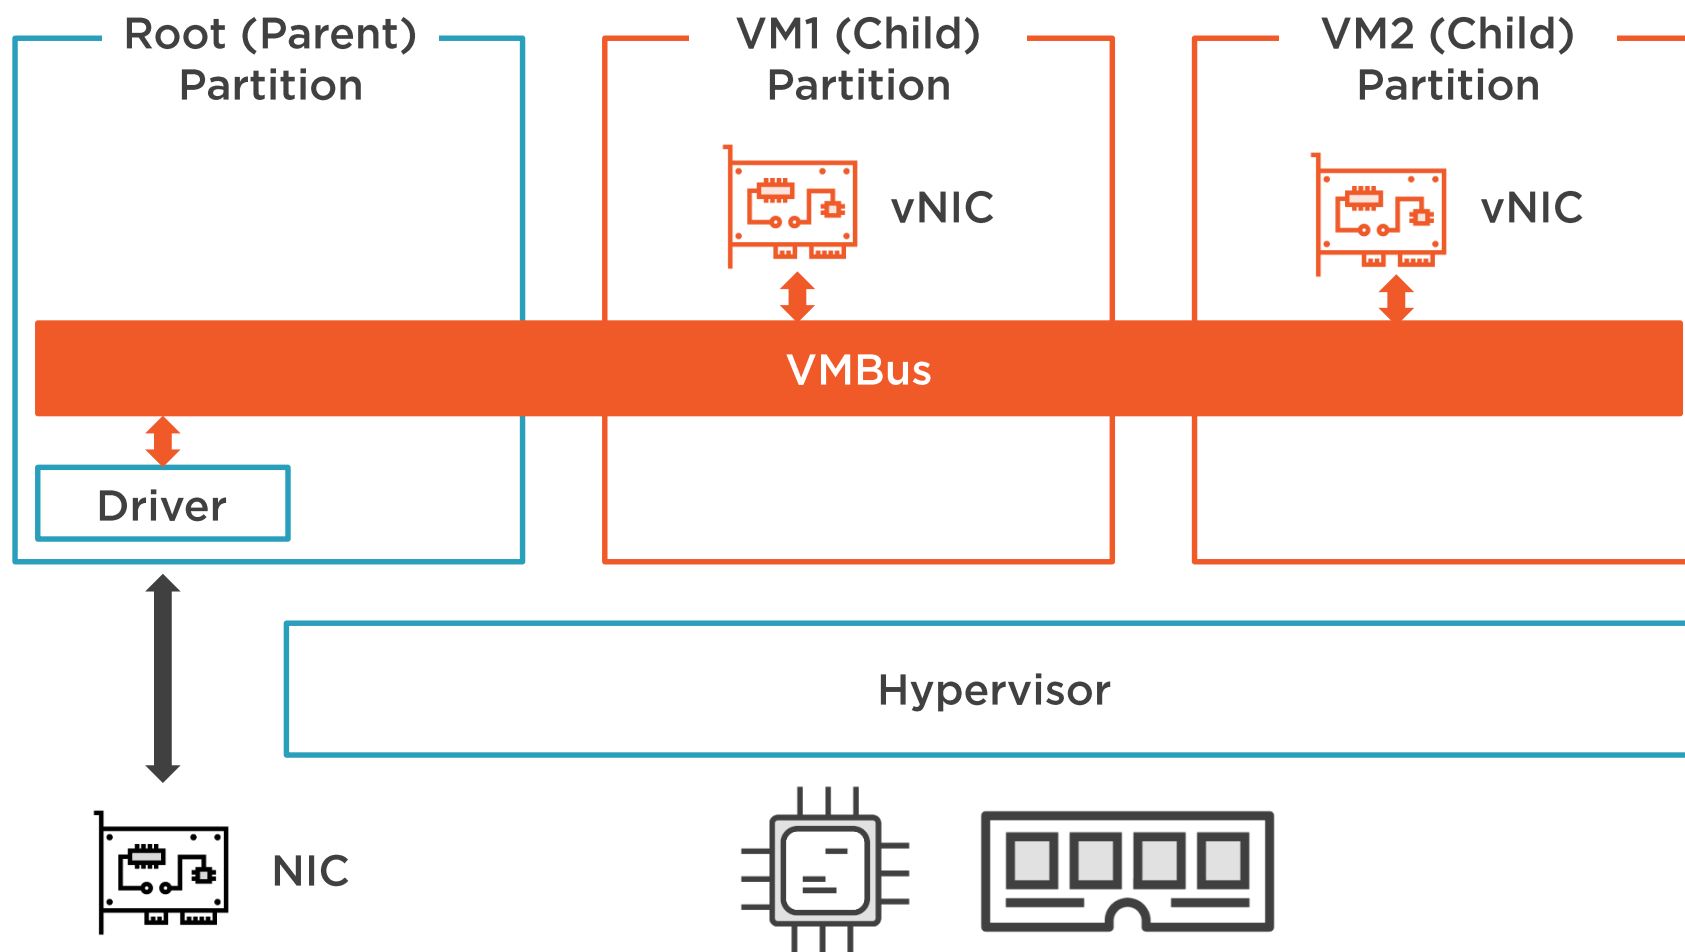 Root (Parent)
Partition
VM1 (Child)
Partition
VM2 (Child)
Partition
vNIC
vNIC
VMBus
Driver
Hypervisor
NIC